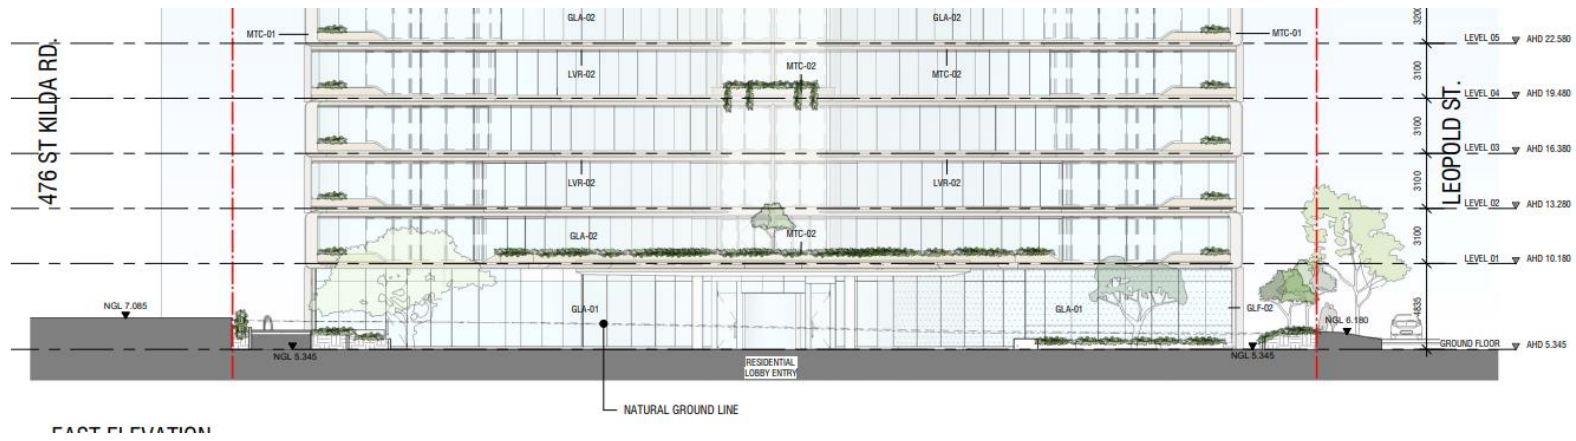 GLA-02
GLA-02
3200
MTC-01
MTC-01
LEVEL 05
AHD 22.580
476 ST KILDA RD.
LEOPOLD ST.
MTC-02
LVR-02
MTC-02
3100
LEVEL 04
AHD 19.480
3100
LEVEL 03
AHD 16.380
LVR-02
LVR-02
3100
LEVEL 02
AHD 13.280
GLA-02
MTC-02
3100
LEVEL 01
AHD 10.180
NGL 7.085
GLA-01
GLA-01
GLF-02
4835
NGL 6.180
NGL 5.345
NGL 5.345
GROUND FLOOR
AHD 5.345
RESIDENTIAL
LOBBY ENTRY
NATURAL GROUND LINE
EAST ELEVATION